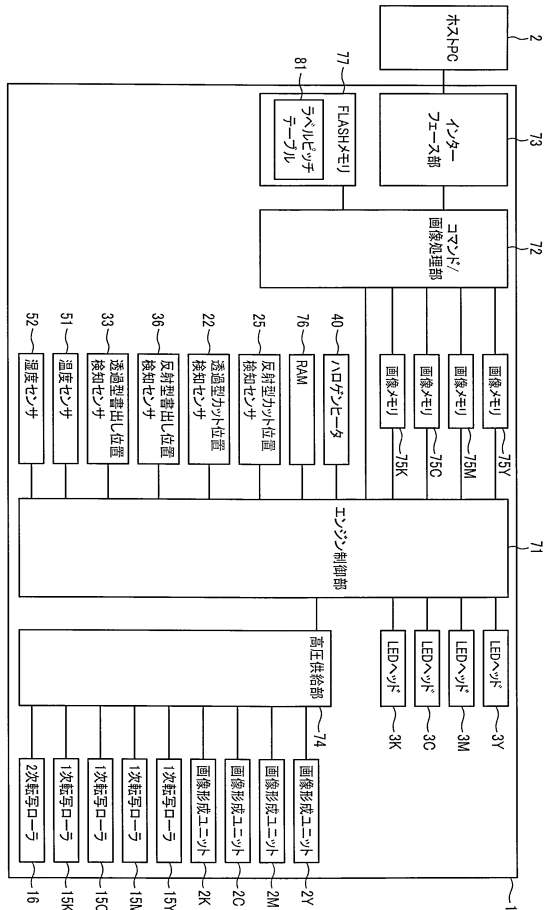 2
ホストPC
73
インター
フェース部
72
コマンド/
画像処理部
77
FLASHメモリ
81
ラベルピッチ
テーブル
画像メモリ
75Y
画像メモリ
75M
画像メモリ
75C
画像メモリ
75K
40
ハロゲンヒータ
76
RAM
25
反射型カット位置
検知センサ
22
透過型カット位置
検知センサ
36
反射型書出し位置
検知センサ
33
透過型書出し位置
検知センサ
51
温度センサ
52
湿度センサ
71
エンジン制御部
LEDヘッド
3Y
LEDヘッド
3M
LEDヘッド
3C
LEDヘッド
3K
高圧供給部
74
画像形成ユニット
2Y
画像形成ユニット
2M
画像形成ユニット
2C
画像形成ユニット
2K
1次転写ローラ
15Y
1次転写ローラ
15M
1次転写ローラ
15C
1次転写ローラ
15K
2次転写ローラ
16
1